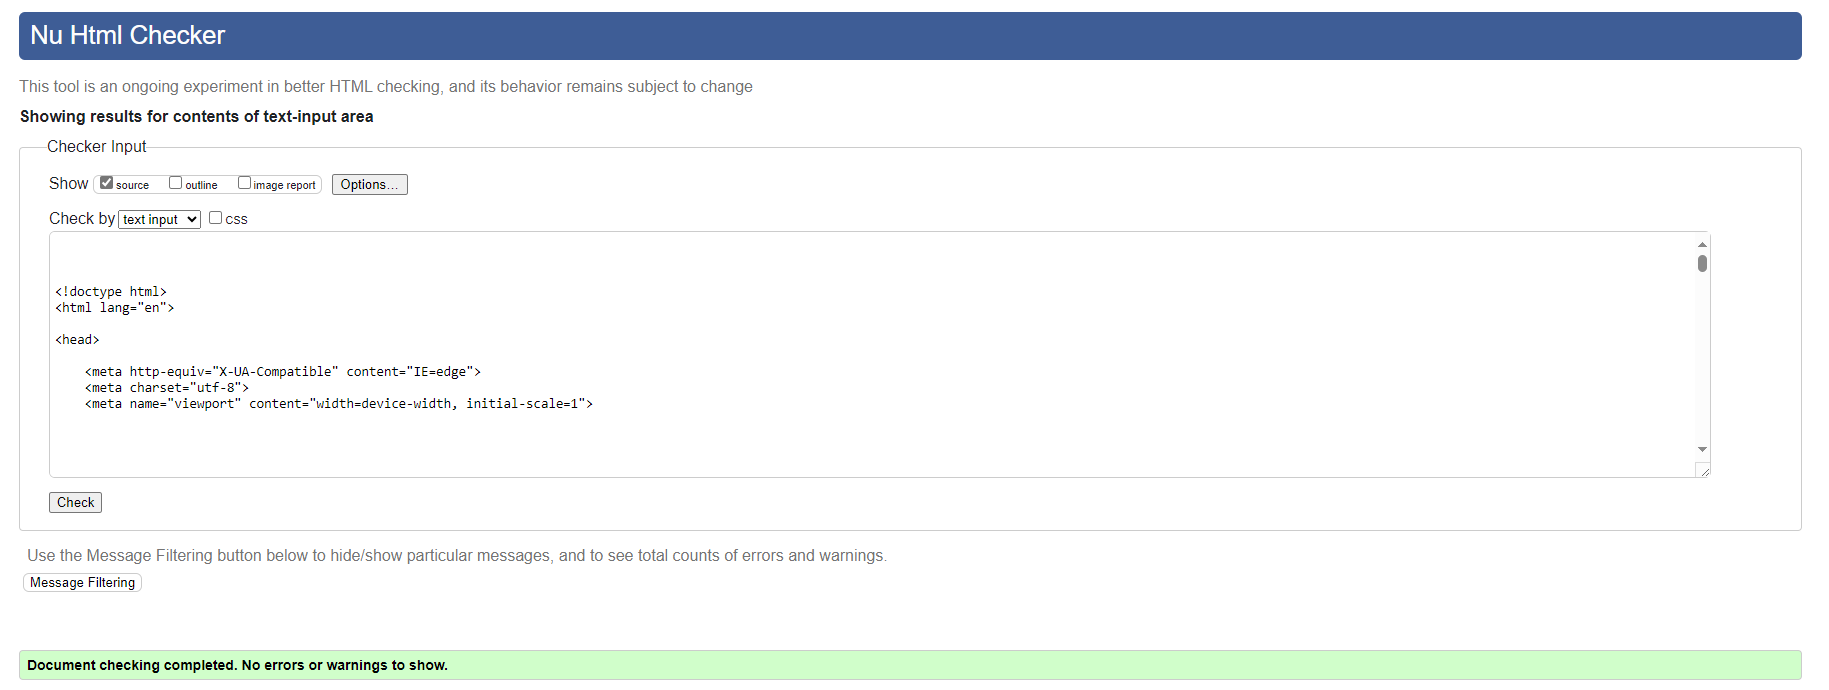 Nu Html Checker
This tool is an ongoing experiment in better HTML checking, and its behavior remains subject to change
Showing results for contents of text-input area
Checker Input
Show source outline image report Options...
Check by text input css
<!doctype html>
<html lang="en">
<head>
<meta http-equiv="X-UA-Compatible" content="IE=edge">
<meta charset="utf-8">
<meta name="viewport" content="width=device-width, initial-scale=1">
Check
Use the Message Filtering button below to hide/show particular messages, and to see total counts of errors and warnings.
Message Filtering
Document checking completed. No errors or warnings to show.